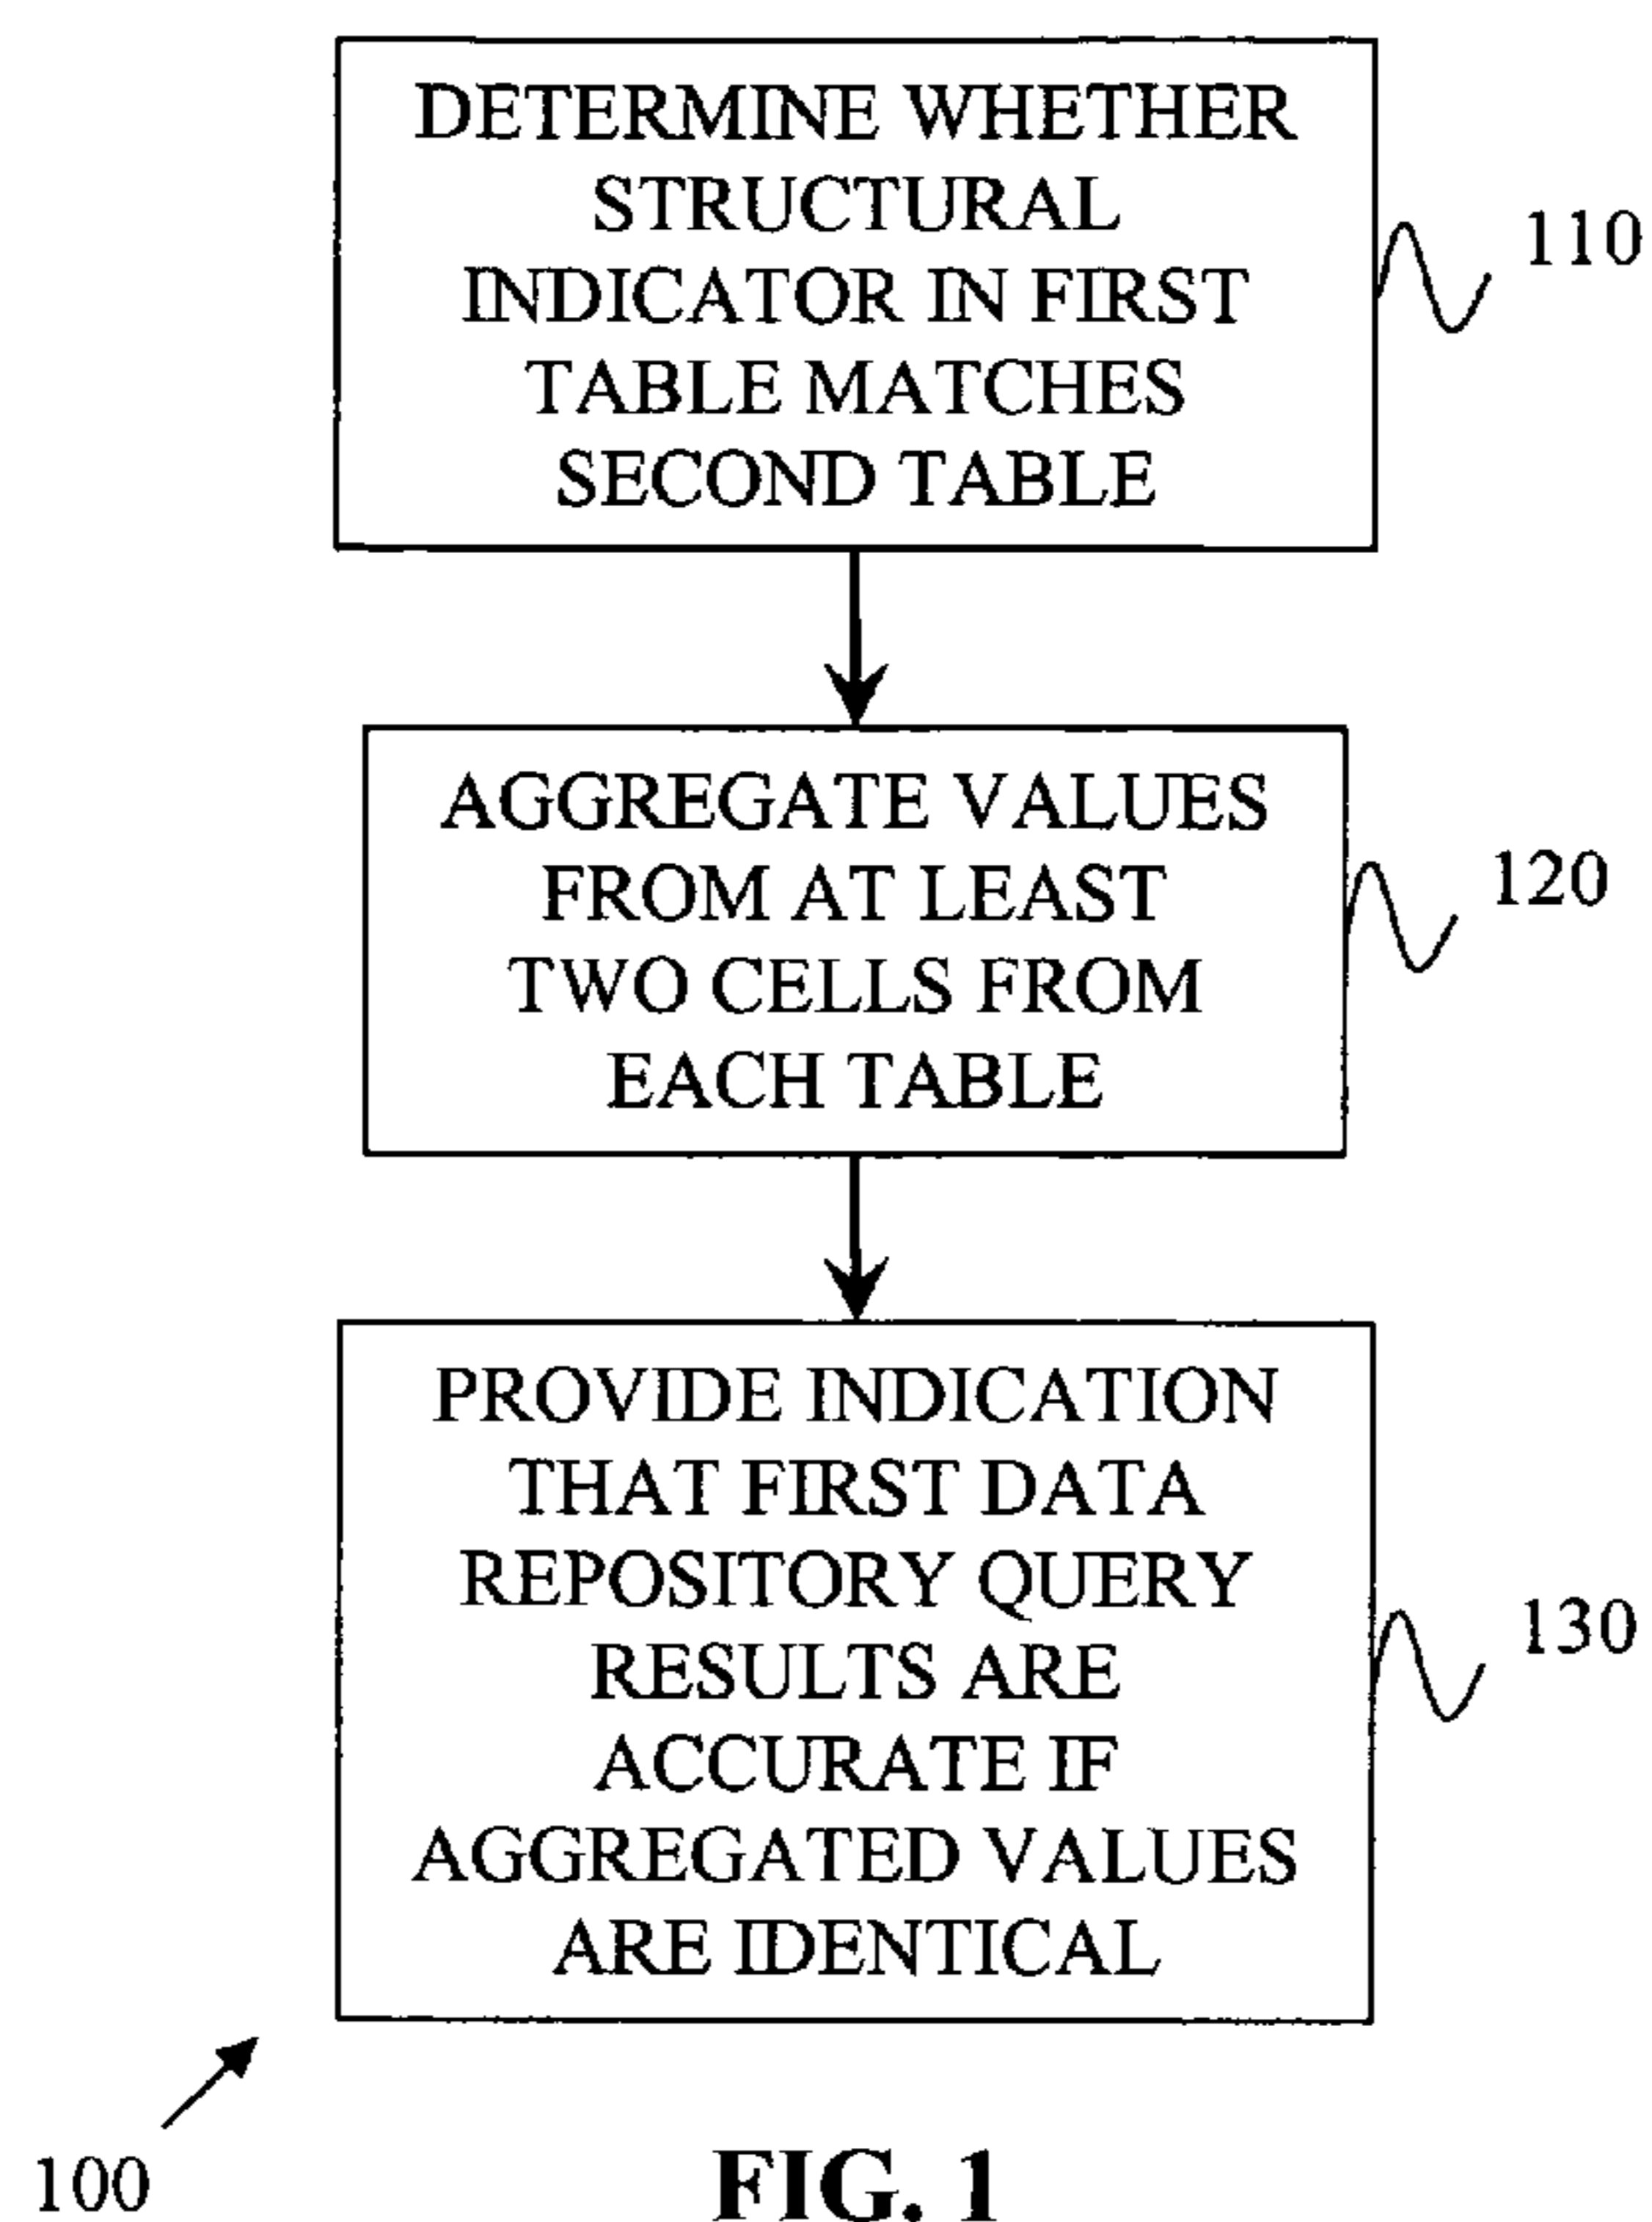 DETERMINE WHETHER
STRUCTURAL
INDICATOR IN FIRST
TABLE MATCHES
SECOND TABLE
110
AGGREGATE VALUES
FROM AT LEAST
TWO CELLS FROM
EACH TABLE
120
PROVIDE INDICATION
THAT FIRST DATA
REPOSITORY QUERY
RESULTS ARE
ACCURATE IF
AGGREGATED VALUES
ARE IDENTICAL
130
100
FIG. 1